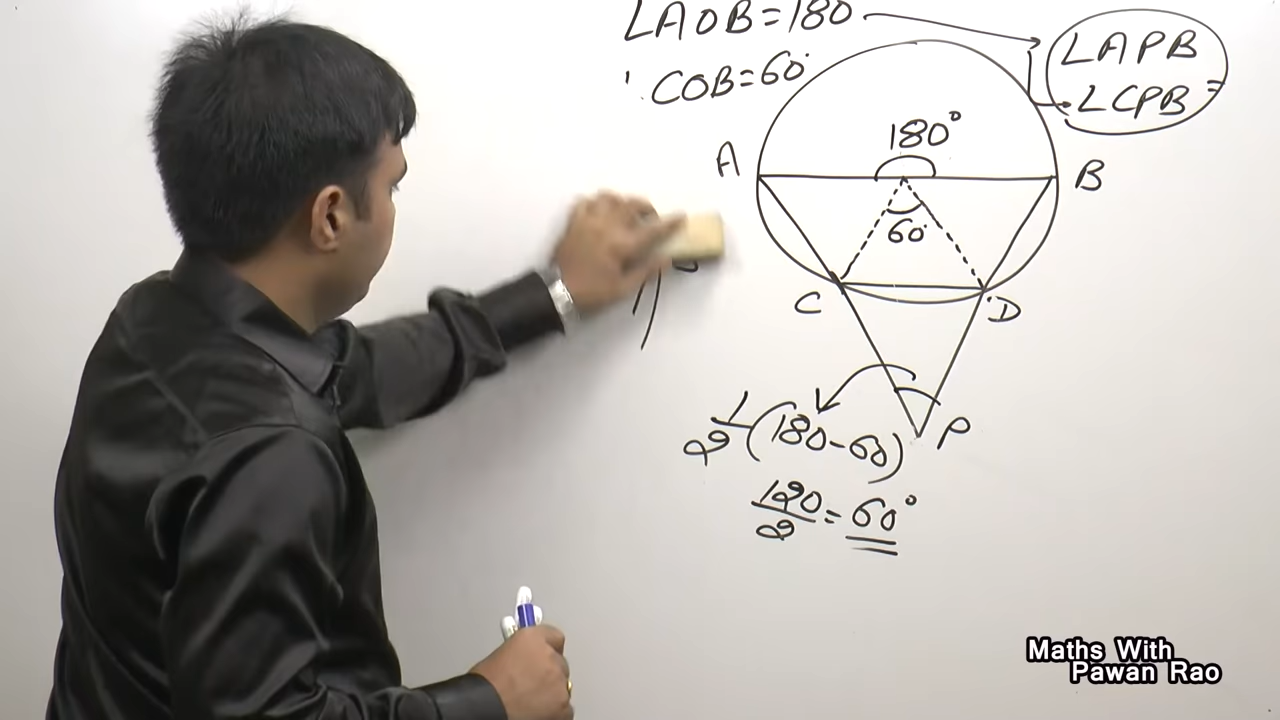 ∠AOB=180
∠APB
COB=60°
∠CPB=
180°
A
B
60°
C
D
P
1/2(180-60)
120/2=60°
Maths With
Pawan Rao